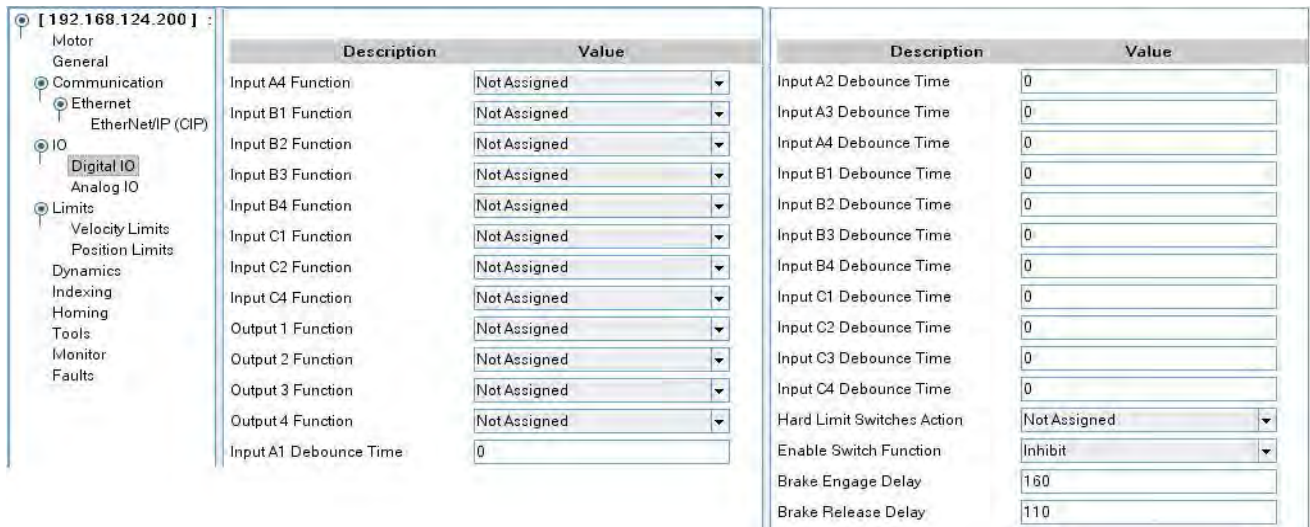 [ 192.168.124.200 ] :
Motor
General
Communication
Ethernet
EtherNet/IP (CIP)
IO
Digital IO
Analog IO
Limits
Velocity Limits
Position Limits
Dynamics
Indexing
Homing
Tools
Monitor
Faults
Description Value
Input A4 Function Not Assigned
Input B1 Function Not Assigned
Input B2 Function Not Assigned
Input B3 Function Not Assigned
Input B4 Function Not Assigned
Input C1 Function Not Assigned
Input C2 Function Not Assigned
Input C4 Function Not Assigned
Output 1 Function Not Assigned
Output 2 Function Not Assigned
Output 3 Function Not Assigned
Output 4 Function Not Assigned
Input A1 Debounce Time 0
Description Value
Input A2 Debounce Time 0
Input A3 Debounce Time 0
Input A4 Debounce Time 0
Input B1 Debounce Time 0
Input B2 Debounce Time 0
Input B3 Debounce Time 0
Input B4 Debounce Time 0
Input C1 Debounce Time 0
Input C2 Debounce Time 0
Input C3 Debounce Time 0
Input C4 Debounce Time 0
Hard Limit Switches Action Not Assigned
Enable Switch Function Inhibit
Brake Engage Delay 160
Brake Release Delay 110